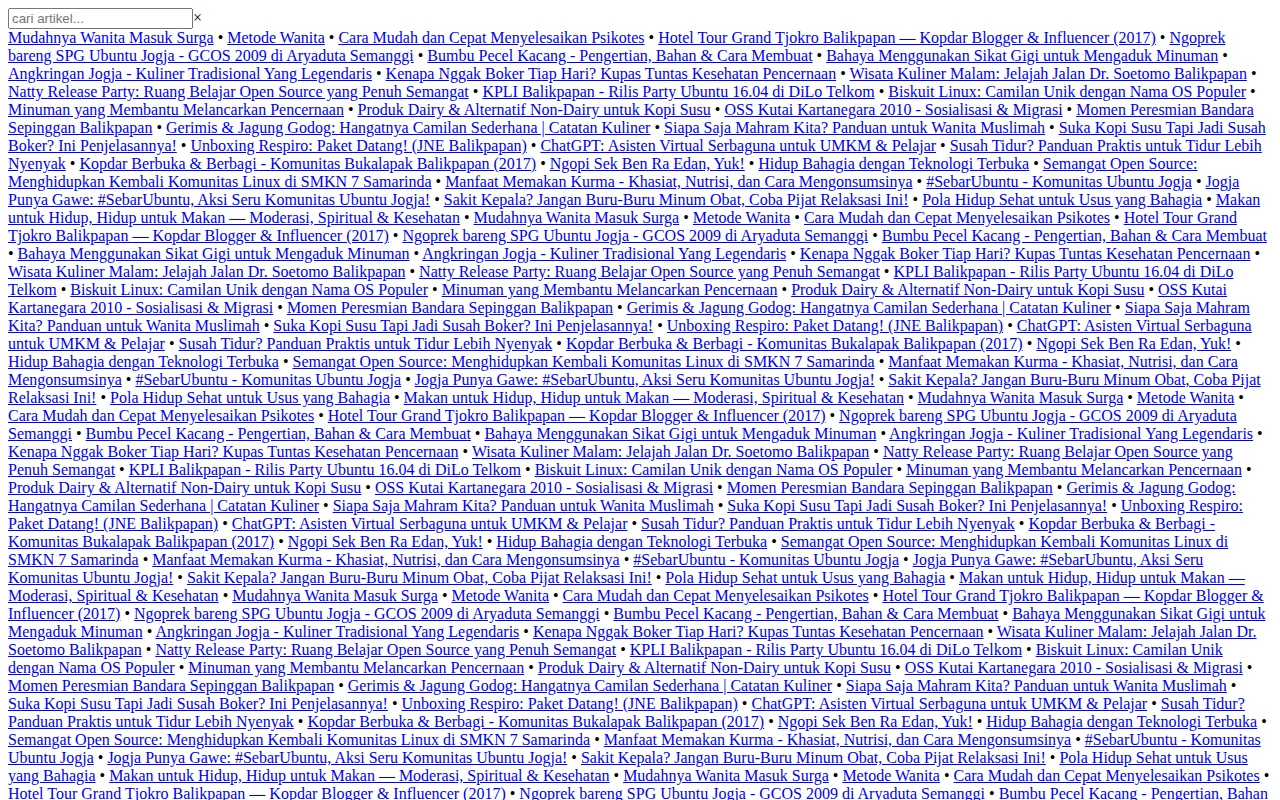 cari artikel... ×
Mudahnya Wanita Masuk Surga • Metode Wanita • Cara Mudah dan Cepat Menyelesaikan Psikotes • Hotel Tour Grand Tjokro Balikpapan — Kopdar Blogger & Influencer (2017) • Ngoprek
bareng SPG Ubuntu Jogja - GCOS 2009 di Aryaduta Semanggi • Bumbu Pecel Kacang - Pengertian, Bahan & Cara Membuat • Bahaya Menggunakan Sikat Gigi untuk Mengaduk Minuman •
Angkringan Jogja - Kuliner Tradisional Yang Legendaris • Kenapa Nggak Boker Tiap Hari? Kupas Tuntas Kesehatan Pencernaan • Wisata Kuliner Malam: Jelajah Jalan Dr. Soetomo Balikpapan •
Natty Release Party: Ruang Belajar Open Source yang Penuh Semangat • KPLI Balikpapan - Rilis Party Ubuntu 16.04 di DiLo Telkom • Biskuit Linux: Camilan Unik dengan Nama OS Populer •
Minuman yang Membantu Melancarkan Pencernaan • Produk Dairy & Alternatif Non-Dairy untuk Kopi Susu • OSS Kutai Kartanegara 2010 - Sosialisasi & Migrasi • Momen Peresmian Bandara
Sepinggan Balikpapan • Gerimis & Jagung Godog: Hangatnya Camilan Sederhana | Catatan Kuliner • Siapa Saja Mahram Kita? Panduan untuk Wanita Muslimah • Suka Kopi Susu Tapi Jadi Susah
Boker? Ini Penjelasannya! • Unboxing Respiro: Paket Datang! (JNE Balikpapan) • ChatGPT: Asisten Virtual Serbaguna untuk UMKM & Pelajar • Susah Tidur? Panduan Praktis untuk Tidur Lebih
Nyenyak • Kopdar Berbuka & Berbagi - Komunitas Bukalapak Balikpapan (2017) • Ngopi Sek Ben Ra Edan, Yuk! • Hidup Bahagia dengan Teknologi Terbuka • Semangat Open Source:
Menghidupkan Kembali Komunitas Linux di SMKN 7 Samarinda • Manfaat Memakan Kurma - Khasiat, Nutrisi, dan Cara Mengonsumsinya • #SebarUbuntu - Komunitas Ubuntu Jogja • Jogja
Punya Gawe: #SebarUbuntu, Aksi Seru Komunitas Ubuntu Jogja! • Sakit Kepala? Jangan Buru-Buru Minum Obat, Coba Pijat Relaksasi Ini! • Pola Hidup Sehat untuk Usus yang Bahagia • Makan
untuk Hidup, Hidup untuk Makan — Moderasi, Spiritual & Kesehatan • Mudahnya Wanita Masuk Surga • Metode Wanita • Cara Mudah dan Cepat Menyelesaikan Psikotes • Hotel Tour Grand
Tjokro Balikpapan — Kopdar Blogger & Influencer (2017) • Ngoprek bareng SPG Ubuntu Jogja - GCOS 2009 di Aryaduta Semanggi • Bumbu Pecel Kacang - Pengertian, Bahan & Cara Membuat
• Bahaya Menggunakan Sikat Gigi untuk Mengaduk Minuman • Angkringan Jogja - Kuliner Tradisional Yang Legendaris • Kenapa Nggak Boker Tiap Hari? Kupas Tuntas Kesehatan Pencernaan •
Wisata Kuliner Malam: Jelajah Jalan Dr. Soetomo Balikpapan • Natty Release Party: Ruang Belajar Open Source yang Penuh Semangat • KPLI Balikpapan - Rilis Party Ubuntu 16.04 di DiLo
Telkom • Biskuit Linux: Camilan Unik dengan Nama OS Populer • Minuman yang Membantu Melancarkan Pencernaan • Produk Dairy & Alternatif Non-Dairy untuk Kopi Susu • OSS Kutai
Kartanegara 2010 - Sosialisasi & Migrasi • Momen Peresmian Bandara Sepinggan Balikpapan • Gerimis & Jagung Godog: Hangatnya Camilan Sederhana | Catatan Kuliner • Siapa Saja Mahram
Kita? Panduan untuk Wanita Muslimah • Suka Kopi Susu Tapi Jadi Susah Boker? Ini Penjelasannya! • Unboxing Respiro: Paket Datang! (JNE Balikpapan) • ChatGPT: Asisten Virtual Serbaguna
untuk UMKM & Pelajar • Susah Tidur? Panduan Praktis untuk Tidur Lebih Nyenyak • Kopdar Berbuka & Berbagi - Komunitas Bukalapak Balikpapan (2017) • Ngopi Sek Ben Ra Edan, Yuk! •
Hidup Bahagia dengan Teknologi Terbuka • Semangat Open Source: Menghidupkan Kembali Komunitas Linux di SMKN 7 Samarinda • Manfaat Memakan Kurma - Khasiat, Nutrisi, dan Cara
Mengonsumsinya • #SebarUbuntu - Komunitas Ubuntu Jogja • Jogja Punya Gawe: #SebarUbuntu, Aksi Seru Komunitas Ubuntu Jogja! • Sakit Kepala? Jangan Buru-Buru Minum Obat, Coba Pijat
Relaksasi Ini! • Pola Hidup Sehat untuk Usus yang Bahagia • Makan untuk Hidup, Hidup untuk Makan — Moderasi, Spiritual & Kesehatan • Mudahnya Wanita Masuk Surga • Metode Wanita •
Cara Mudah dan Cepat Menyelesaikan Psikotes • Hotel Tour Grand Tjokro Balikpapan — Kopdar Blogger & Influencer (2017) • Ngoprek bareng SPG Ubuntu Jogja - GCOS 2009 di Aryaduta
Semanggi • Bumbu Pecel Kacang - Pengertian, Bahan & Cara Membuat • Bahaya Menggunakan Sikat Gigi untuk Mengaduk Minuman • Angkringan Jogja - Kuliner Tradisional Yang Legendaris •
Kenapa Nggak Boker Tiap Hari? Kupas Tuntas Kesehatan Pencernaan • Wisata Kuliner Malam: Jelajah Jalan Dr. Soetomo Balikpapan • Natty Release Party: Ruang Belajar Open Source yang
Penuh Semangat • KPLI Balikpapan - Rilis Party Ubuntu 16.04 di DiLo Telkom • Biskuit Linux: Camilan Unik dengan Nama OS Populer • Minuman yang Membantu Melancarkan Pencernaan •
Produk Dairy & Alternatif Non-Dairy untuk Kopi Susu • OSS Kutai Kartanegara 2010 - Sosialisasi & Migrasi • Momen Peresmian Bandara Sepinggan Balikpapan • Gerimis & Jagung Godog:
Hangatnya Camilan Sederhana | Catatan Kuliner • Siapa Saja Mahram Kita? Panduan untuk Wanita Muslimah • Suka Kopi Susu Tapi Jadi Susah Boker? Ini Penjelasannya! • Unboxing Respiro:
Paket Datang! (JNE Balikpapan) • ChatGPT: Asisten Virtual Serbaguna untuk UMKM & Pelajar • Susah Tidur? Panduan Praktis untuk Tidur Lebih Nyenyak • Kopdar Berbuka & Berbagi -
Komunitas Bukalapak Balikpapan (2017) • Ngopi Sek Ben Ra Edan, Yuk! • Hidup Bahagia dengan Teknologi Terbuka • Semangat Open Source: Menghidupkan Kembali Komunitas Linux di
SMKN 7 Samarinda • Manfaat Memakan Kurma - Khasiat, Nutrisi, dan Cara Mengonsumsinya • #SebarUbuntu - Komunitas Ubuntu Jogja • Jogja Punya Gawe: #SebarUbuntu, Aksi Seru
Komunitas Ubuntu Jogja! • Sakit Kepala? Jangan Buru-Buru Minum Obat, Coba Pijat Relaksasi Ini! • Pola Hidup Sehat untuk Usus yang Bahagia • Makan untuk Hidup, Hidup untuk Makan —
Moderasi, Spiritual & Kesehatan • Mudahnya Wanita Masuk Surga • Metode Wanita • Cara Mudah dan Cepat Menyelesaikan Psikotes • Hotel Tour Grand Tjokro Balikpapan — Kopdar Blogger &
Influencer (2017) • Ngoprek bareng SPG Ubuntu Jogja - GCOS 2009 di Aryaduta Semanggi • Bumbu Pecel Kacang - Pengertian, Bahan & Cara Membuat • Bahaya Menggunakan Sikat Gigi untuk
Mengaduk Minuman • Angkringan Jogja - Kuliner Tradisional Yang Legendaris • Kenapa Nggak Boker Tiap Hari? Kupas Tuntas Kesehatan Pencernaan • Wisata Kuliner Malam: Jelajah Jalan Dr.
Soetomo Balikpapan • Natty Release Party: Ruang Belajar Open Source yang Penuh Semangat • KPLI Balikpapan - Rilis Party Ubuntu 16.04 di DiLo Telkom • Biskuit Linux: Camilan Unik
dengan Nama OS Populer • Minuman yang Membantu Melancarkan Pencernaan • Produk Dairy & Alternatif Non-Dairy untuk Kopi Susu • OSS Kutai Kartanegara 2010 - Sosialisasi & Migrasi •
Momen Peresmian Bandara Sepinggan Balikpapan • Gerimis & Jagung Godog: Hangatnya Camilan Sederhana | Catatan Kuliner • Siapa Saja Mahram Kita? Panduan untuk Wanita Muslimah •
Suka Kopi Susu Tapi Jadi Susah Boker? Ini Penjelasannya! • Unboxing Respiro: Paket Datang! (JNE Balikpapan) • ChatGPT: Asisten Virtual Serbaguna untuk UMKM & Pelajar • Susah Tidur?
Panduan Praktis untuk Tidur Lebih Nyenyak • Kopdar Berbuka & Berbagi - Komunitas Bukalapak Balikpapan (2017) • Ngopi Sek Ben Ra Edan, Yuk! • Hidup Bahagia dengan Teknologi Terbuka •
Semangat Open Source: Menghidupkan Kembali Komunitas Linux di SMKN 7 Samarinda • Manfaat Memakan Kurma - Khasiat, Nutrisi, dan Cara Mengonsumsinya • #SebarUbuntu - Komunitas
Ubuntu Jogja • Jogja Punya Gawe: #SebarUbuntu, Aksi Seru Komunitas Ubuntu Jogja! • Sakit Kepala? Jangan Buru-Buru Minum Obat, Coba Pijat Relaksasi Ini! • Pola Hidup Sehat untuk Usus
yang Bahagia • Makan untuk Hidup, Hidup untuk Makan — Moderasi, Spiritual & Kesehatan • Mudahnya Wanita Masuk Surga • Metode Wanita • Cara Mudah dan Cepat Menyelesaikan Psikotes •
Hotel Tour Grand Tjokro Balikpapan — Kopdar Blogger & Influencer (2017) • Ngoprek bareng SPG Ubuntu Jogja - GCOS 2009 di Aryaduta Semanggi • Bumbu Pecel Kacang - Pengertian, Bahan